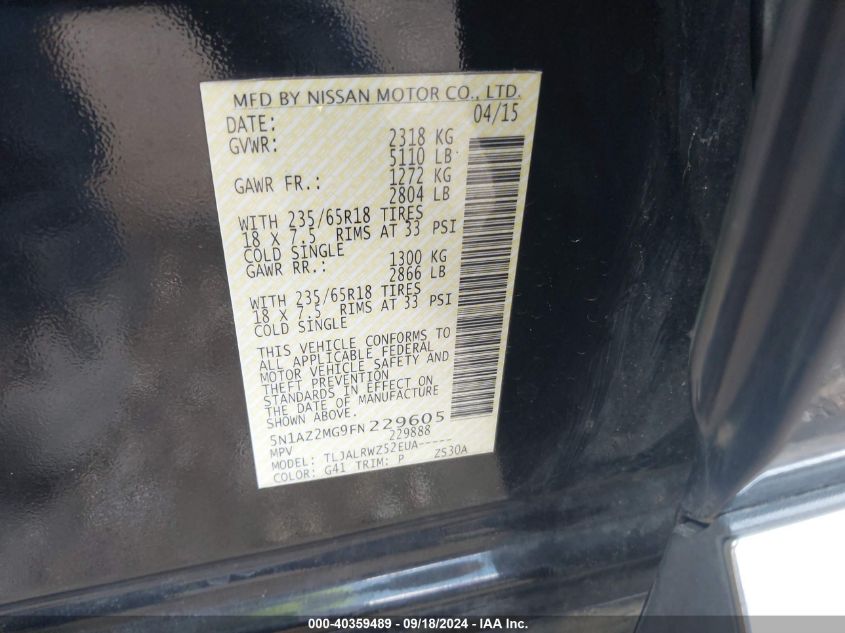 MFD BY NISSAN MOTOR CO., LTD.
DATE: 04/15
GVWR: 2318 KG
5110 LB
GAWR FR.: 1272 KG
2804 LB
WITH 235/65R18 TIRES
18 X 7.5 RIMS AT 33 PSI
COLD SINGLE
GAWR RR.: 1300 KG
2866 LB
WITH 235/65R18 TIRES
18 X 7.5 RIMS AT 33 PSI
COLD SINGLE
THIS VEHICLE CONFORMS TO
ALL APPLICABLE FEDERAL
MOTOR VEHICLE SAFETY AND
THEFT PREVENTION
STANDARDS IN EFFECT ON
THE DATE OF MANUFACTURE
SHOWN ABOVE.
5N1AZ2MG9FN 229605
MPV 229888
MODEL: TLJALRWZ52EUA-----
COLOR: G41 TRIM: P Z530A
000-40359489 - 09/18/2024 - IAA Inc.